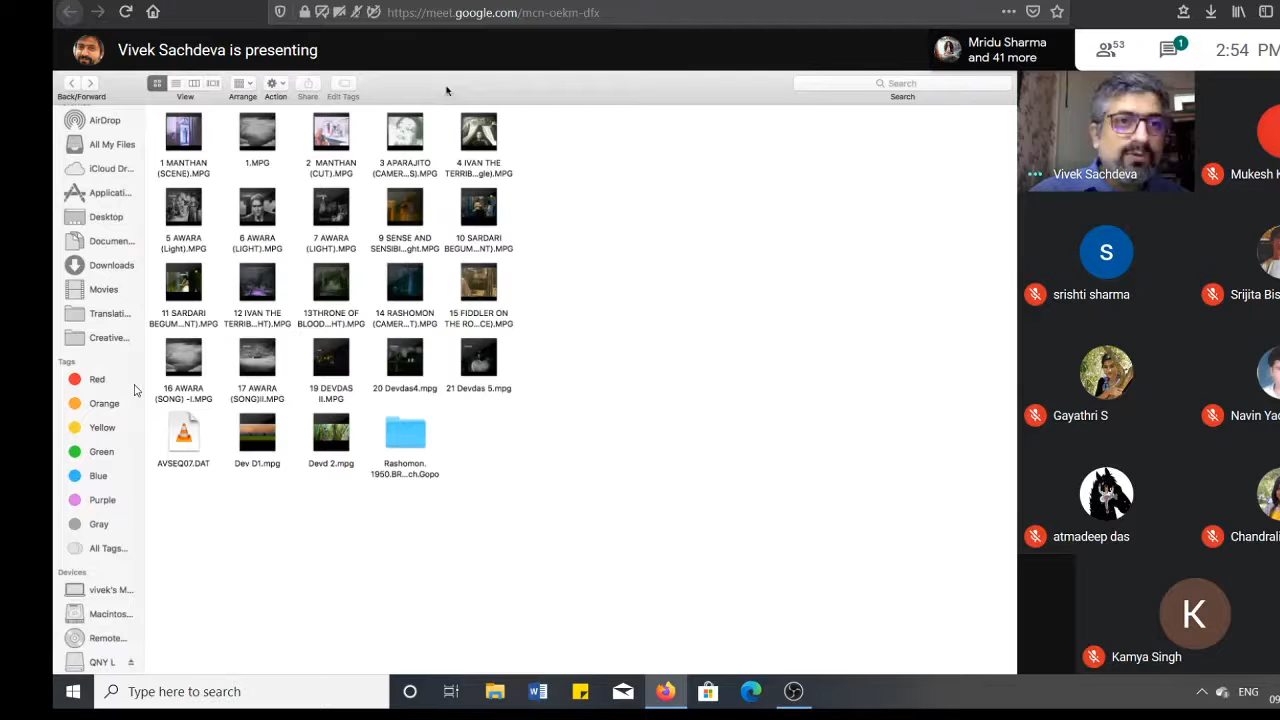 https://meet.google.com/mcn-oekm-dfx
Vivek Sachdeva is presenting
Mridu Sharma
and 41 more
53
1
2:54 PM
Back/Forward
View
Arrange
Action
Share
Edit Tags
Search
Search
AirDrop
All My Files
iCloud Dr...
Applicati...
Desktop
Documen...
Downloads
Movies
Translati...
Creative...
Tags
Red
Orange
Yellow
Green
Blue
Purple
Gray
All Tags...
Devices
vivek's M...
Macintos...
Remote...
QNY L
1 MANTHAN
(SCENE).MPG
1.MPG
2 MANTHAN
(CUT).MPG
3 APARAJITO
(CAMER...S).MPG
4 IVAN THE
TERRIB...gle).MPG
5 AWARA
(Light).MPG
6 AWARA
(LIGHT).MPG
7 AWARA
(LIGHT).MPG
9 SENSE AND
SENSIBI...ght.MPG
10 SARDARI
BEGUM...NT).MPG
11 SARDARI
BEGUM...NT).MPG
12 IVAN THE
TERRIB...HT).MPG
13THRONE OF
BLOOD...HT).MPG
14 RASHOMON
(CAMER...T).MPG
15 FIDDLER ON
THE RO...CE).MPG
16 AWARA
(SONG) -I.MPG
17 AWARA
(SONG)II.MPG
19 DEVDAS
II.MPG
20 Devdas4.mpg
21 Devdas 5.mpg
AVSEQ07.DAT
Dev D1.mpg
Devd 2.mpg
Rashomon.
1950.BR...ch.Gopo
Vivek Sachdeva
Mukesh K
S
srishti sharma
Srijita Bis
Gayathri S
Navin Yad
atmadeep das
Chandrali
K
Kamya Singh
Type here to search
ENG